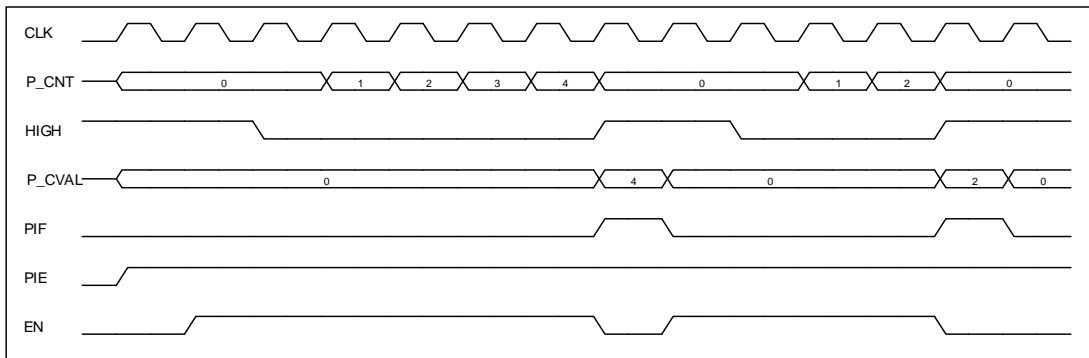 CLK
P_CNT 0 1 2 3 4 0 1 2 0
HIGH
P_CVAL 0 4 0 2 0
PIF
PIE
EN